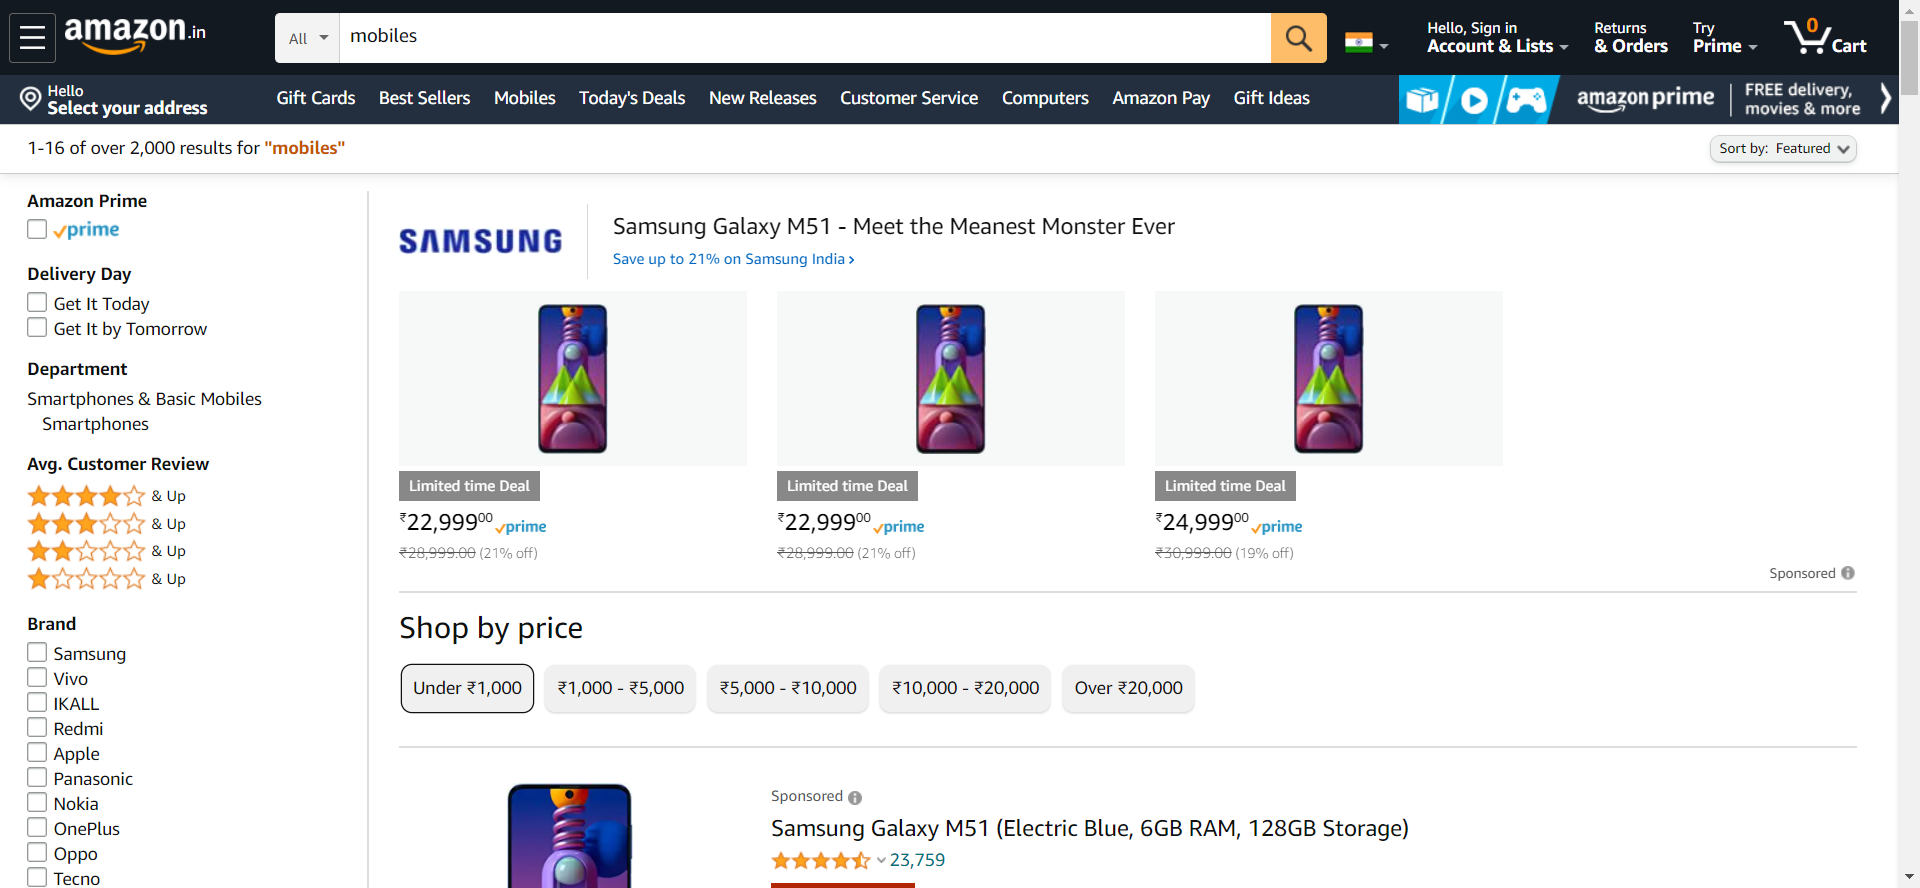 amazon.in
All
mobiles
Hello, Sign in
Account & Lists
Returns
& Orders
Try
Prime
0
Cart
Hello
Select your address
Gift Cards
Best Sellers
Mobiles
Today's Deals
New Releases
Customer Service
Computers
Amazon Pay
Gift Ideas
amazon prime
FREE delivery,
movies & more
1-16 of over 2,000 results for "mobiles"
Sort by: Featured
Amazon Prime
prime
Delivery Day
Get It Today
Get It by Tomorrow
Department
Smartphones & Basic Mobiles
Smartphones
Avg. Customer Review
& Up
& Up
& Up
& Up
Brand
Samsung
Vivo
IKALL
Redmi
Apple
Panasonic
Nokia
OnePlus
Oppo
Tecno
SAMSUNG
Samsung Galaxy M51 - Meet the Meanest Monster Ever
Save up to 21% on Samsung India ›
Limited time Deal
₹22,99900 prime
₹28,999.00 (21% off)
Limited time Deal
₹22,99900 prime
₹28,999.00 (21% off)
Limited time Deal
₹24,99900 prime
₹30,999.00 (19% off)
Sponsored
Shop by price
Under ₹1,000
₹1,000 - ₹5,000
₹5,000 - ₹10,000
₹10,000 - ₹20,000
Over ₹20,000
Sponsored
Samsung Galaxy M51 (Electric Blue, 6GB RAM, 128GB Storage)
23,759